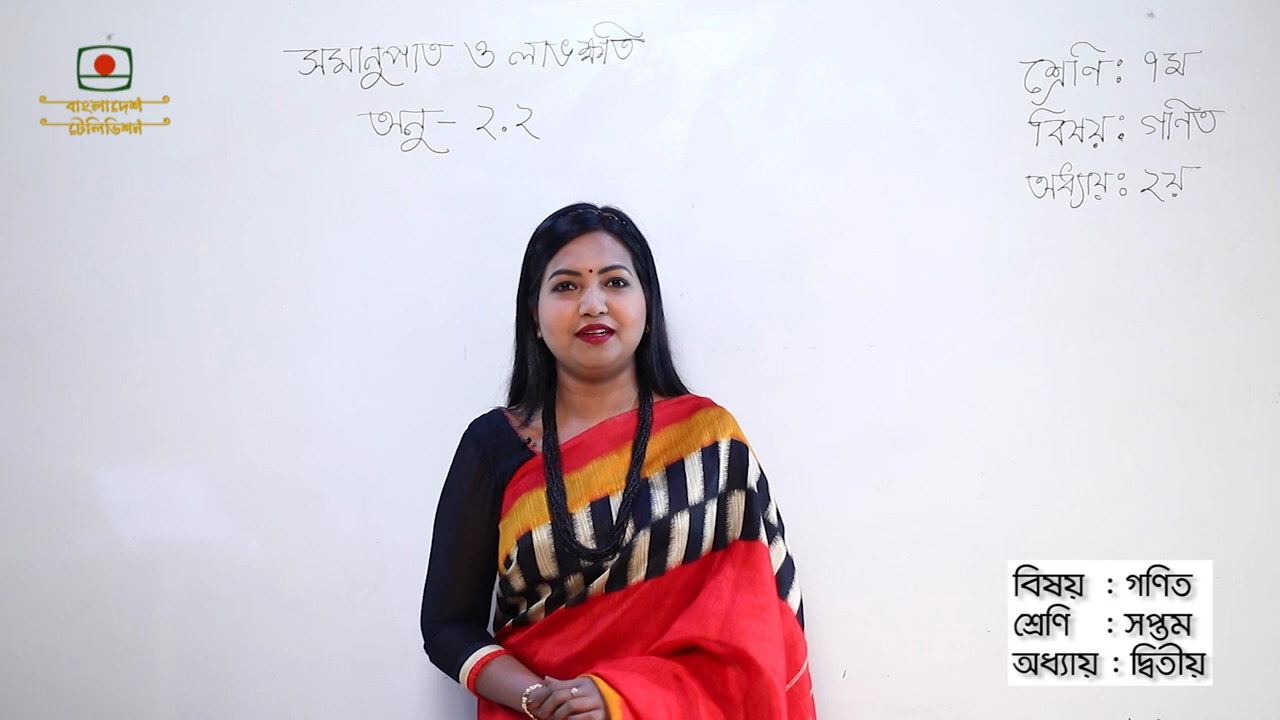 বাংলাদেশ
টেলিভিশন
সমানুপাত ও লাভক্ষতি
অনু- ২.২
শ্রেণি: ৭ম
বিষয়: গণিত
অধ্যায়: ২য়
বিষয় : গণিত
শ্রেণি : সপ্তম
অধ্যায় : দ্বিতীয়